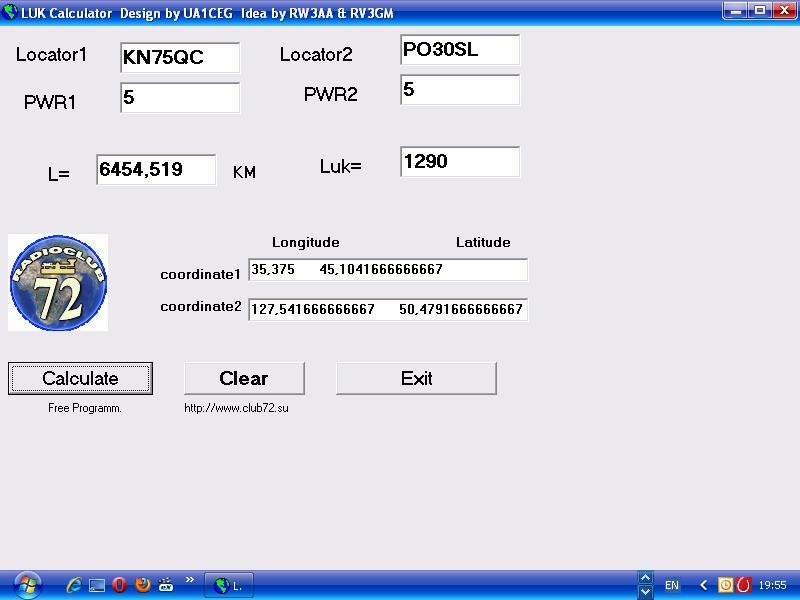 LUK Calculator Design by UA1CEG Idea by RW3AA & RV3GM
Locator1 KN75QC Locator2 PO30SL
PWR1 5 PWR2 5
L= 6454,519 KM Luk= 1290
Longitude Latitude
RADIOCLUB
72
coordinate1 35,375 45,1041666666667
coordinate2 127,541666666667 50,4791666666667
Calculate Clear Exit
Free Programm. http://www.club72.su
L. EN 19:55